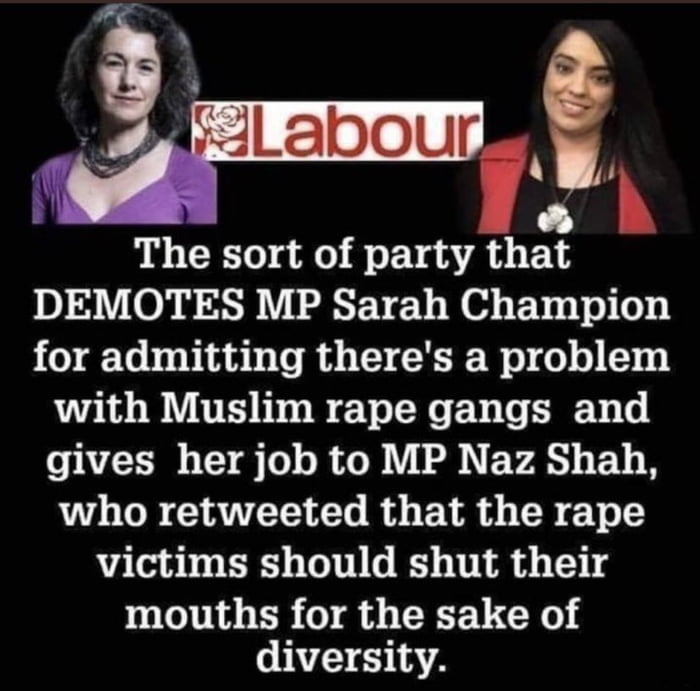 Labour
The sort of party that
DEMOTES MP Sarah Champion
for admitting there's a problem
with Muslim rape gangs and
gives her job to MP Naz Shah,
who retweeted that the rape
victims should shut their
mouths for the sake of
diversity.